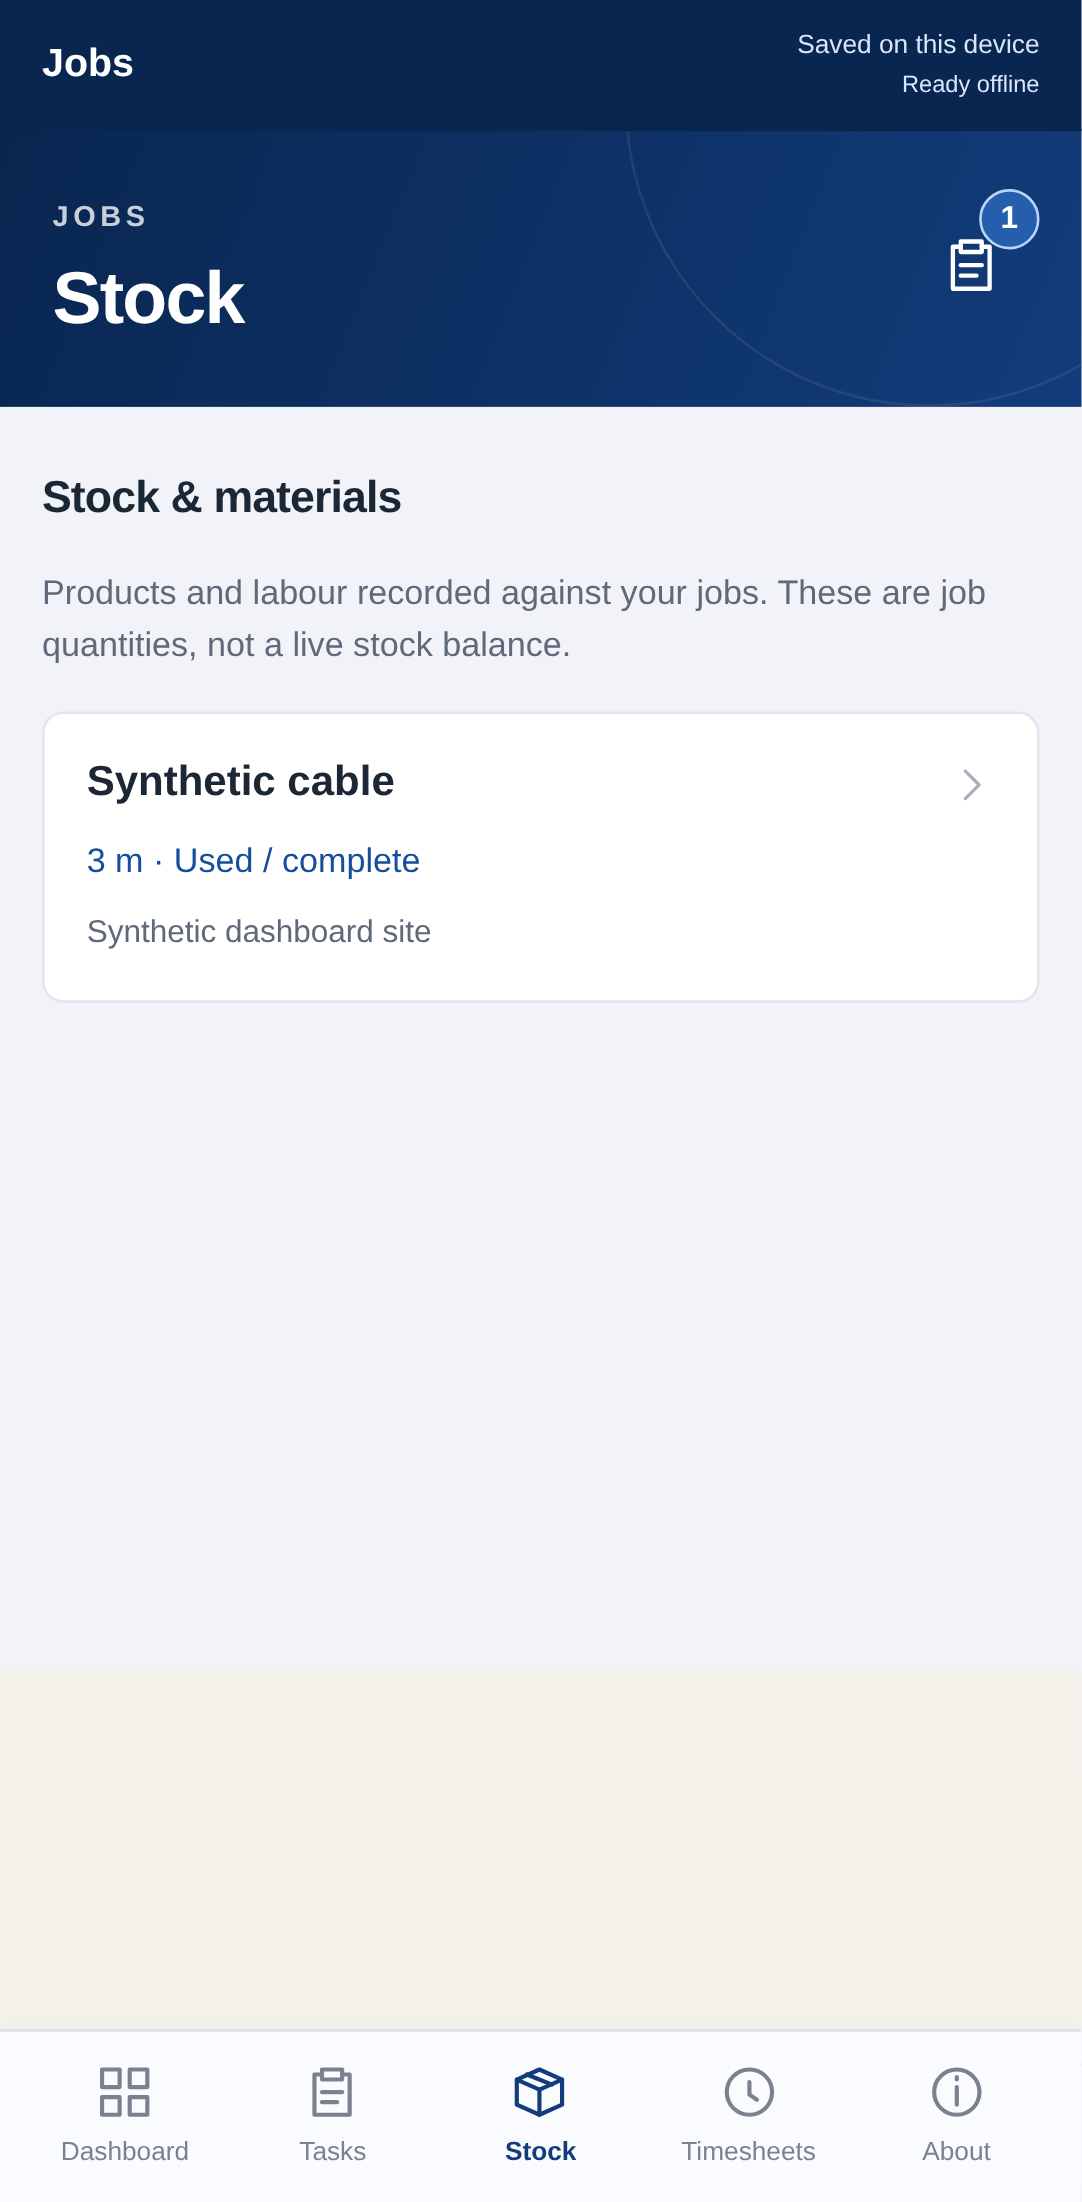 Jobs
Saved on this device
Ready offline
JOBS
Stock
1
Stock & materials
Products and labour recorded against your jobs. These are job
quantities, not a live stock balance.
Synthetic cable
3 m · Used / complete
Synthetic dashboard site
Dashboard
Tasks
Stock
Timesheets
About